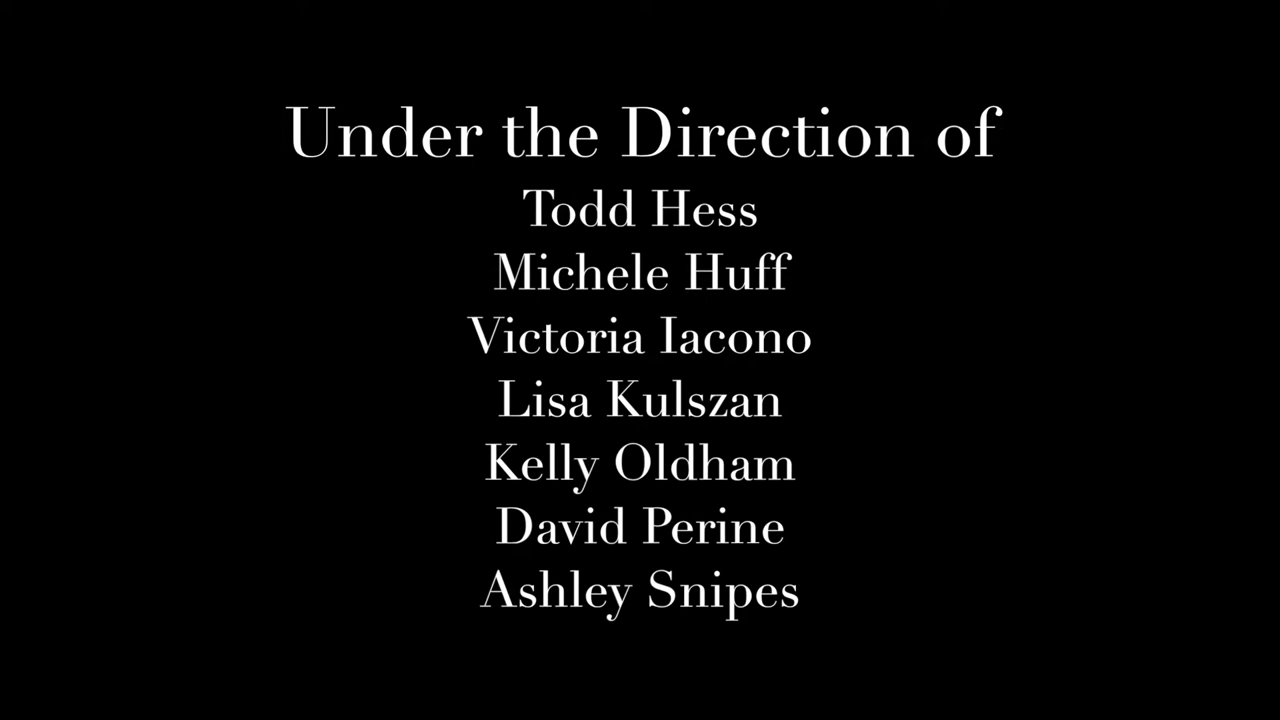 Under the Direction of
Todd Hess
Michele Huff
Victoria Iacono
Lisa Kulszan
Kelly Oldham
David Perine
Ashley Snipes